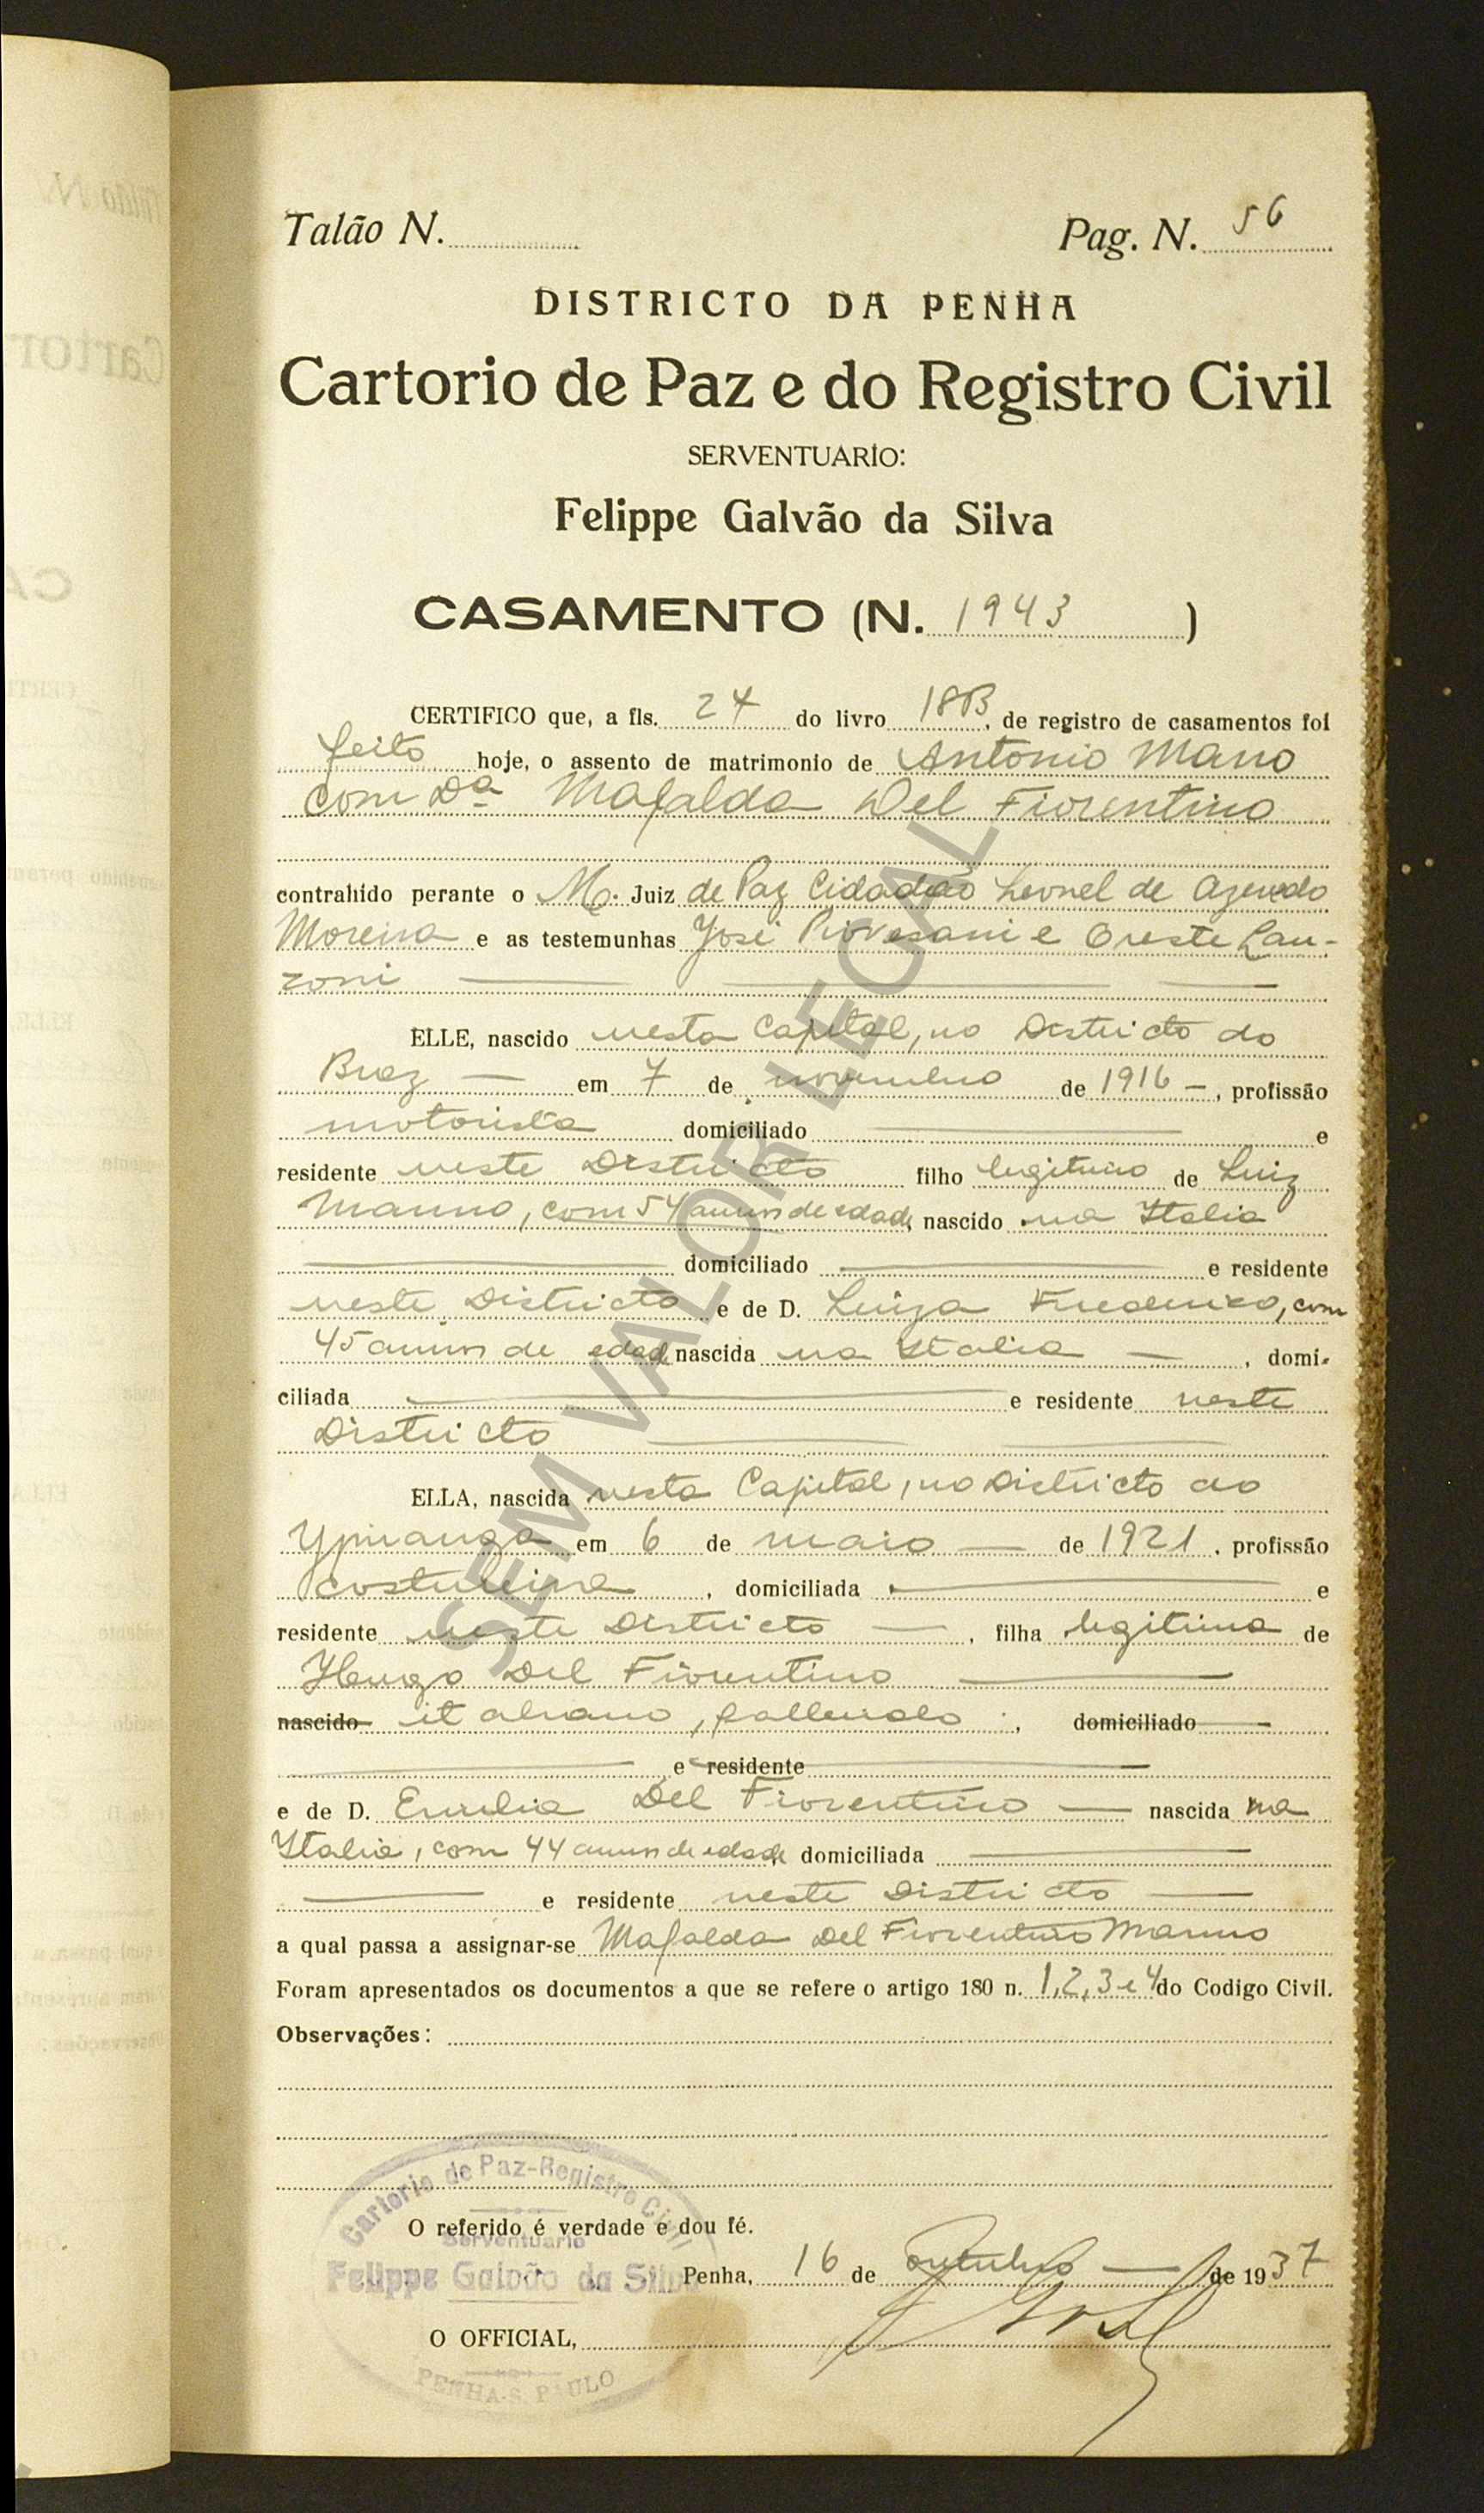 Talão N.
Pag. N. 56
DISTRICTO DA PENHA
Cartorio de Paz e do Registro Civil
SERVENTUARIO:
Felippe Galvão da Silva
CASAMENTO (N. 1943 )
CERTIFICO que, a fls. 24 do livro 18B, de registro de casamentos foi
feito hoje, o assento de matrimonio de Antonio Mano
com Da Mafalda Del Fiorentino
contrahido perante o M. Juiz de Paz Cidadão Leonel de Azevedo
Moreira e as testemunhas José Piovesani e Oreste Lan-
zoni
ELLE, nascido nesta Capital, no Districto do
Braz em 7 de novembro de 1916 -, profissão
motorista domiciliado e
residente neste Districto filho legitimo de Luiz
Manno, com 54 annos de edade, nascido na Italia
domiciliado e residente
neste Districto e de D. Luiza Frederico, com
45 annos de edade, nascida na Italia , domi-
ciliada e residente neste
Districto
ELLA, nascida nesta Capital, no Districto do
Ypiranga em 6 de maio de 1921, profissão
costureira, domiciliada e
residente neste Districto , filha legitima de
Hugo Del Fiorentino
nascido italiano, fallecido , domiciliado
e residente
e de D. Emilia Del Fiorentino nascida na
Italia, com 44 annos de edade domiciliada
e residente neste Districto
a qual passa a assignar-se Mafalda Del Fiorentino Manno
Foram apresentados os documentos a que se refere o artigo 180 n. 1, 2, 3 e 4 do Codigo Civil.
Observações:
O referido é verdade e dou fé.
Penha, 16 de outubro de 1937
O OFFICIAL,
Cartorio de Paz-Registro Civil
Serventuario
Felippe Galvão da Silva
PENHA-S. PAULO
SEM VALOR LEGAL